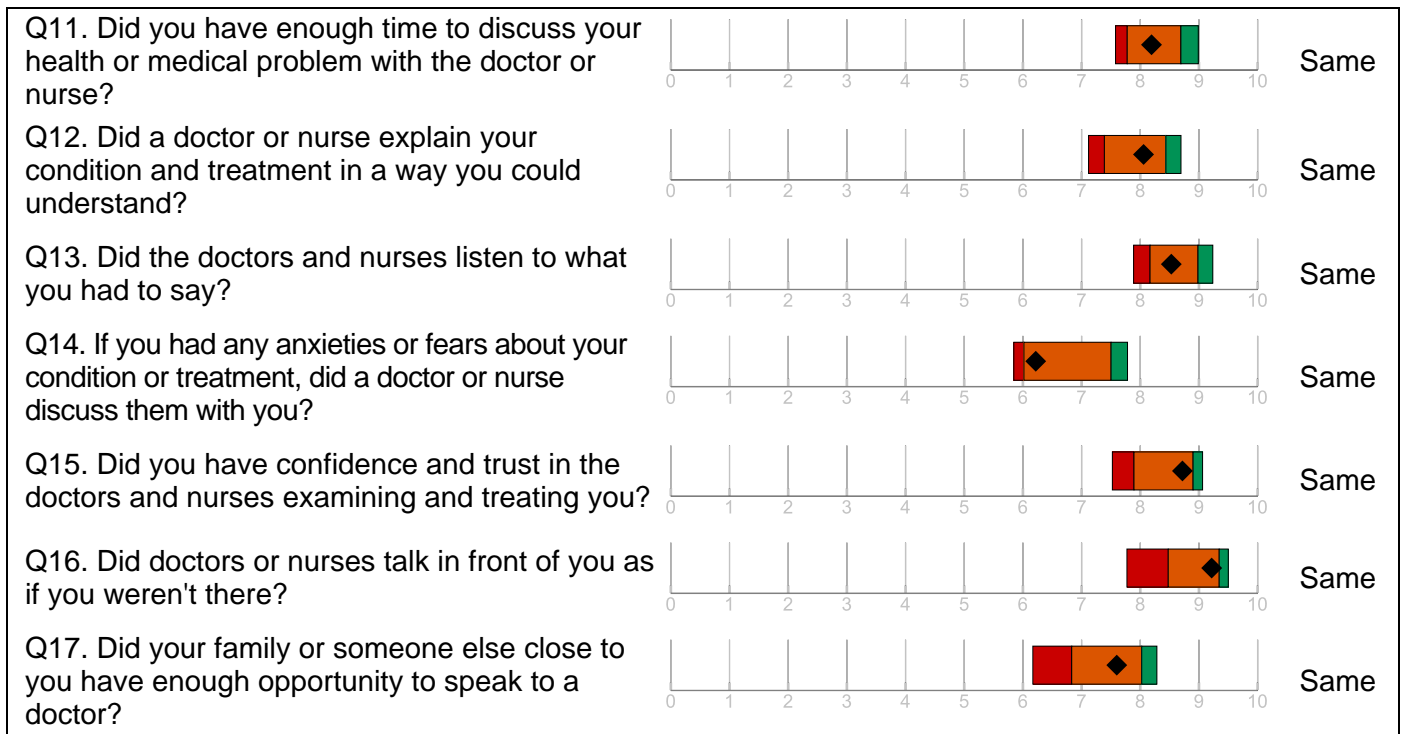 Q11. Did you have enough time to discuss your
health or medical problem with the doctor or
nurse?
0 1 2 3 4 5 6 7 8 9 10
Same
Q12. Did a doctor or nurse explain your
condition and treatment in a way you could
understand?
0 1 2 3 4 5 6 7 8 9 10
Same
Q13. Did the doctors and nurses listen to what
you had to say?
0 1 2 3 4 5 6 7 8 9 10
Same
Q14. If you had any anxieties or fears about your
condition or treatment, did a doctor or nurse
discuss them with you?
0 1 2 3 4 5 6 7 8 9 10
Same
Q15. Did you have confidence and trust in the
doctors and nurses examining and treating you?
0 1 2 3 4 5 6 7 8 9 10
Same
Q16. Did doctors or nurses talk in front of you as
if you weren't there?
0 1 2 3 4 5 6 7 8 9 10
Same
Q17. Did your family or someone else close to
you have enough opportunity to speak to a
doctor?
0 1 2 3 4 5 6 7 8 9 10
Same